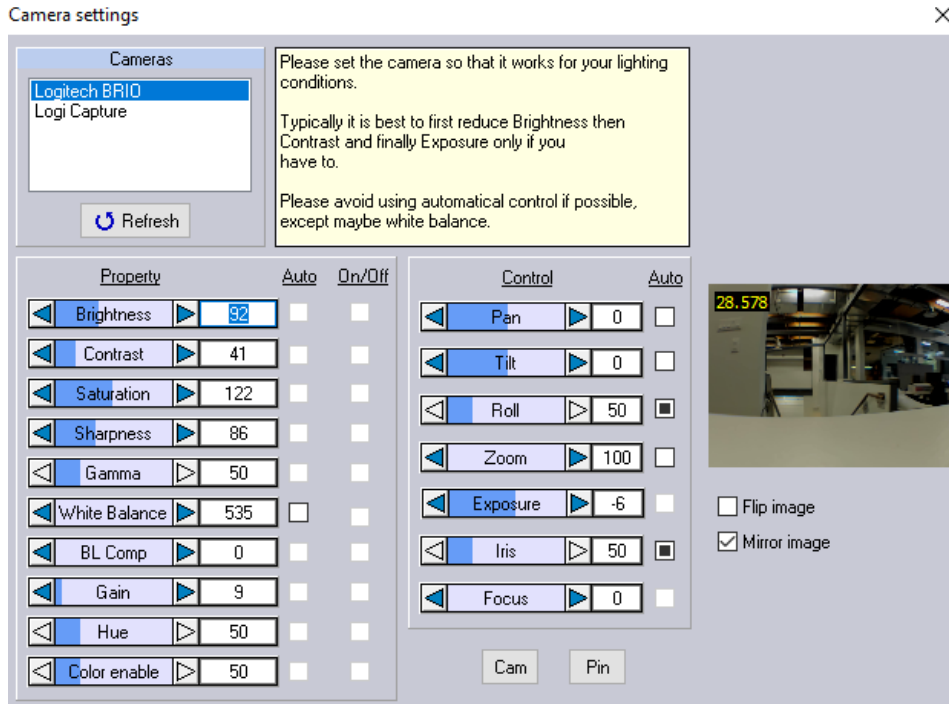 Camera settings
Cameras
Logitech BRIO
Logi Capture
Refresh
Please set the camera so that it works for your lighting
conditions.
Typically it is best to first reduce Brightness then
Contrast and finally Exposure only if you
have to.
Please avoid using automatical control if possible,
except maybe white balance.
Property Auto On/Off
Brightness 92
Contrast 41
Saturation 122
Sharpness 86
Gamma 50
White Balance 535
BL Comp 0
Gain 9
Hue 50
Color enable 50
Control Auto
Pan 0
Tilt 0
Roll 50
Zoom 100
Exposure -6
Iris 50
Focus 0
Cam Pin
28.578
Flip image
Mirror image